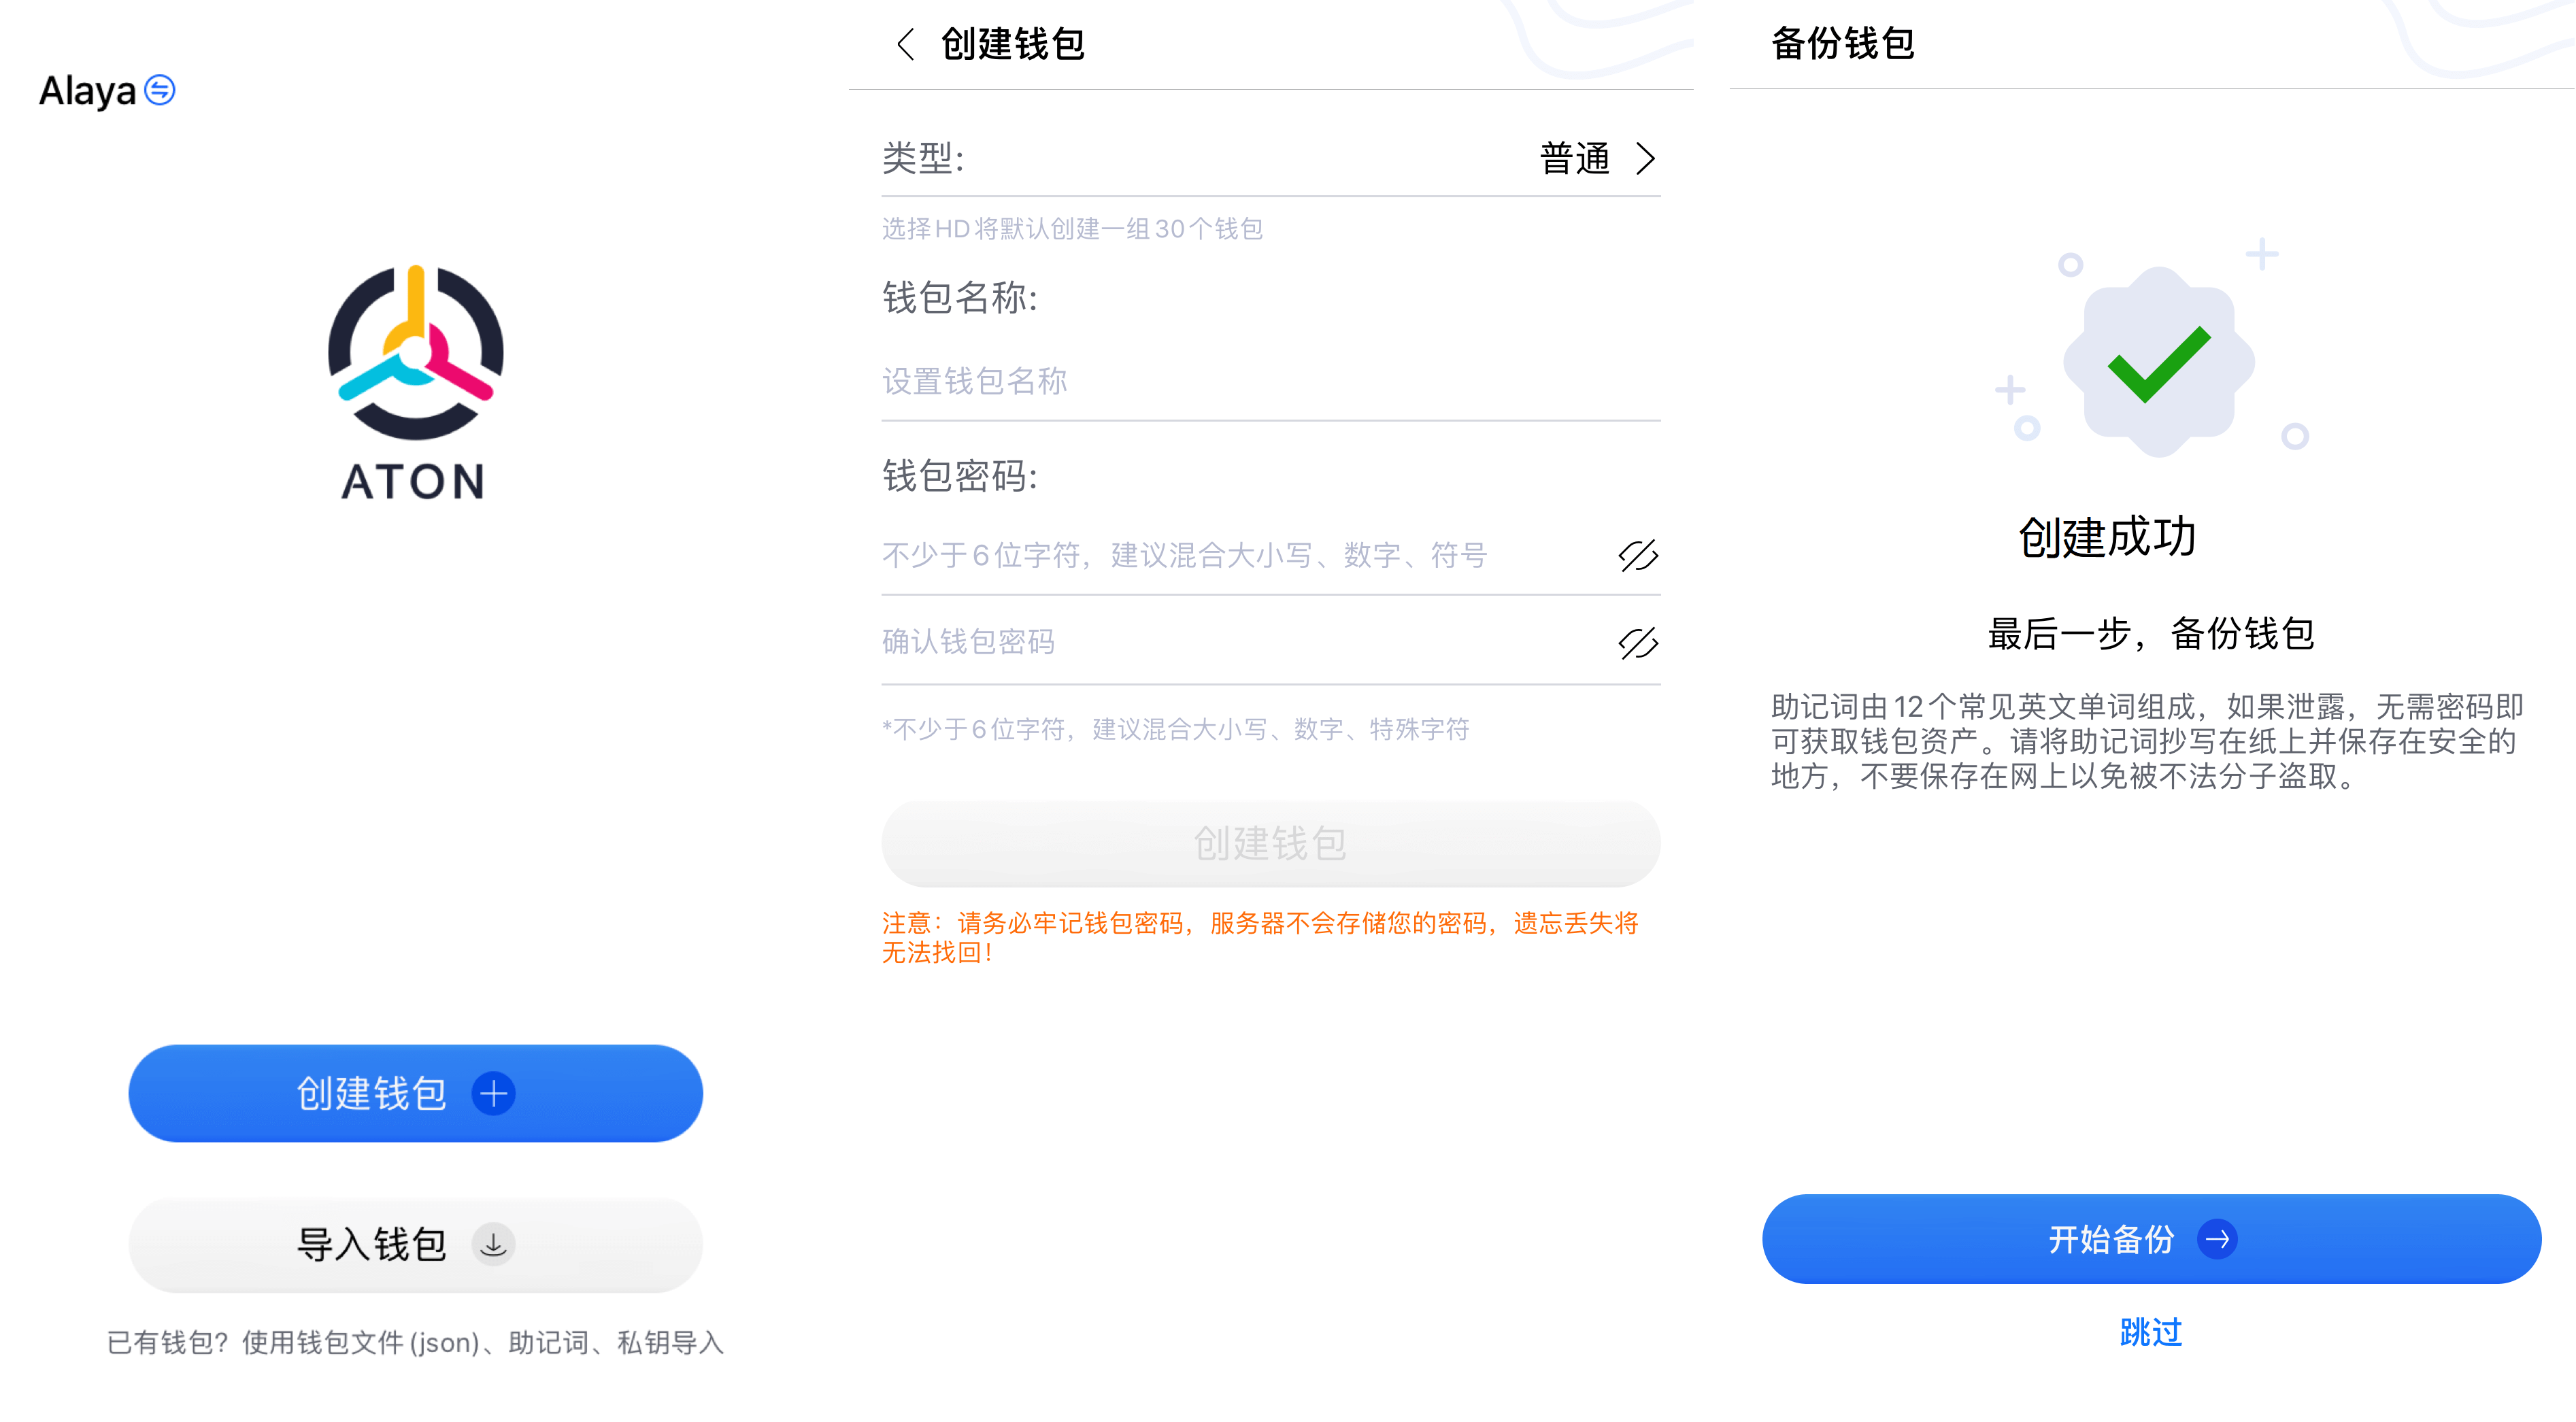 Alaya
ATON
创建钱包
导入钱包
已有钱包？使用钱包文件(json)、助记词、私钥导入
创建钱包
类型:
普通
选择HD将默认创建一组30个钱包
钱包名称:
设置钱包名称
钱包密码:
不少于6位字符，建议混合大小写、数字、符号
确认钱包密码
*不少于6位字符，建议混合大小写、数字、特殊字符
创建钱包
注意：请务必牢记钱包密码，服务器不会存储您的密码，遗忘丢失将
无法找回！
备份钱包
创建成功
最后一步，备份钱包
助记词由12个常见英文单词组成，如果泄露，无需密码即
可获取钱包资产。请将助记词抄写在纸上并保存在安全的
地方，不要保存在网上以免被不法分子盗取。
开始备份
跳过